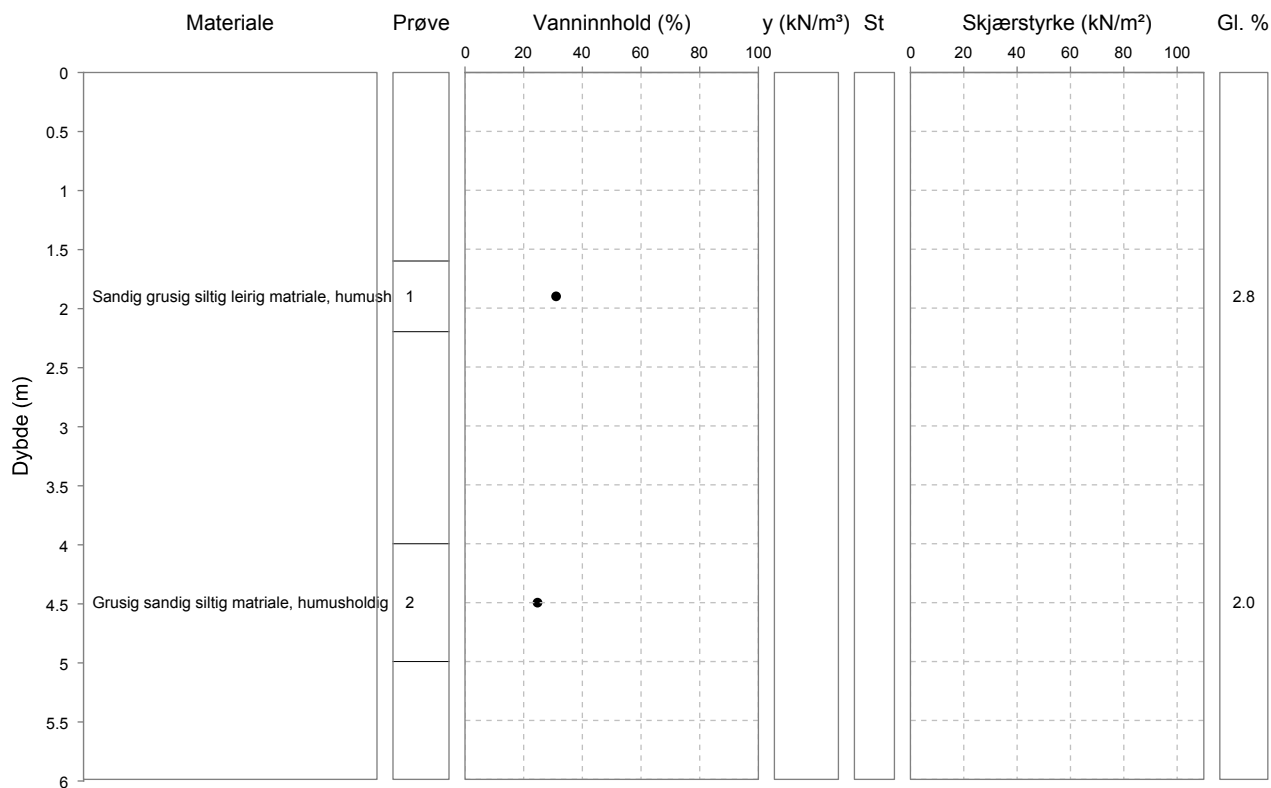 Materiale Prøve Vanninnhold (%) y (kN/m³) St Skjærstyrke (kN/m²) Gl. %
0 20 40 60 80 100 0 20 40 60 80 100
0
0.5
1
1.5
Sandig grusig siltig leirig matriale, humush 1 2.8
2
2.5
Dybde (m)
3
3.5
4
4.5 Grusig sandig siltig matriale, humusholdig 2 2.0
5
5.5
6